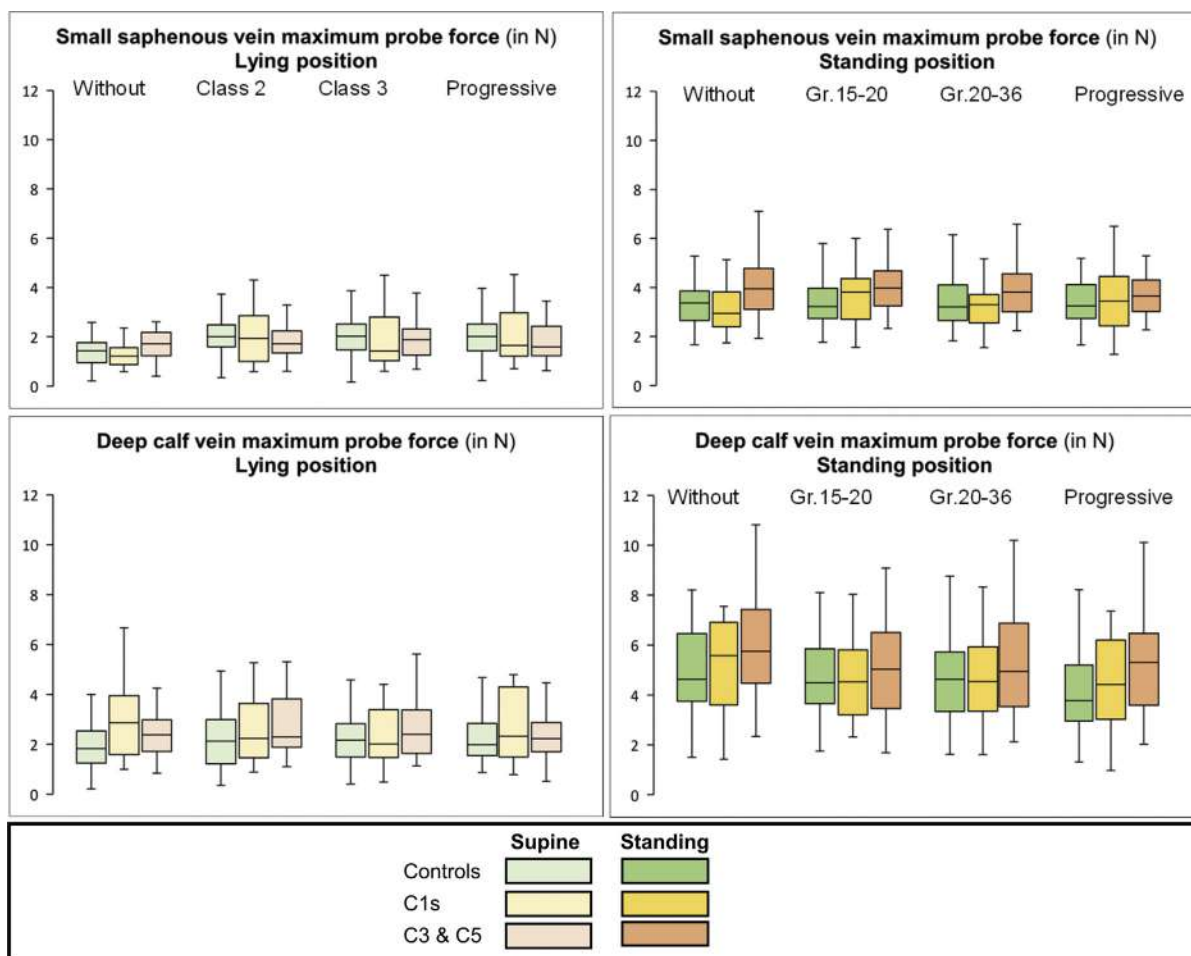 Small saphenous vein maximum probe force (in N)
Lying position
Without Class 2 Class 3 Progressive
12
10
8
6
4
2
0
Small saphenous vein maximum probe force (in N)
Standing position
Without Gr.15-20 Gr.20-36 Progressive
12
10
8
6
4
2
0
Deep calf vein maximum probe force (in N)
Lying position
12
10
8
6
4
2
0
Deep calf vein maximum probe force (in N)
Standing position
Without Gr.15-20 Gr.20-36 Progressive
12
10
8
6
4
2
0
Supine Standing
Controls
C1s
C3 & C5